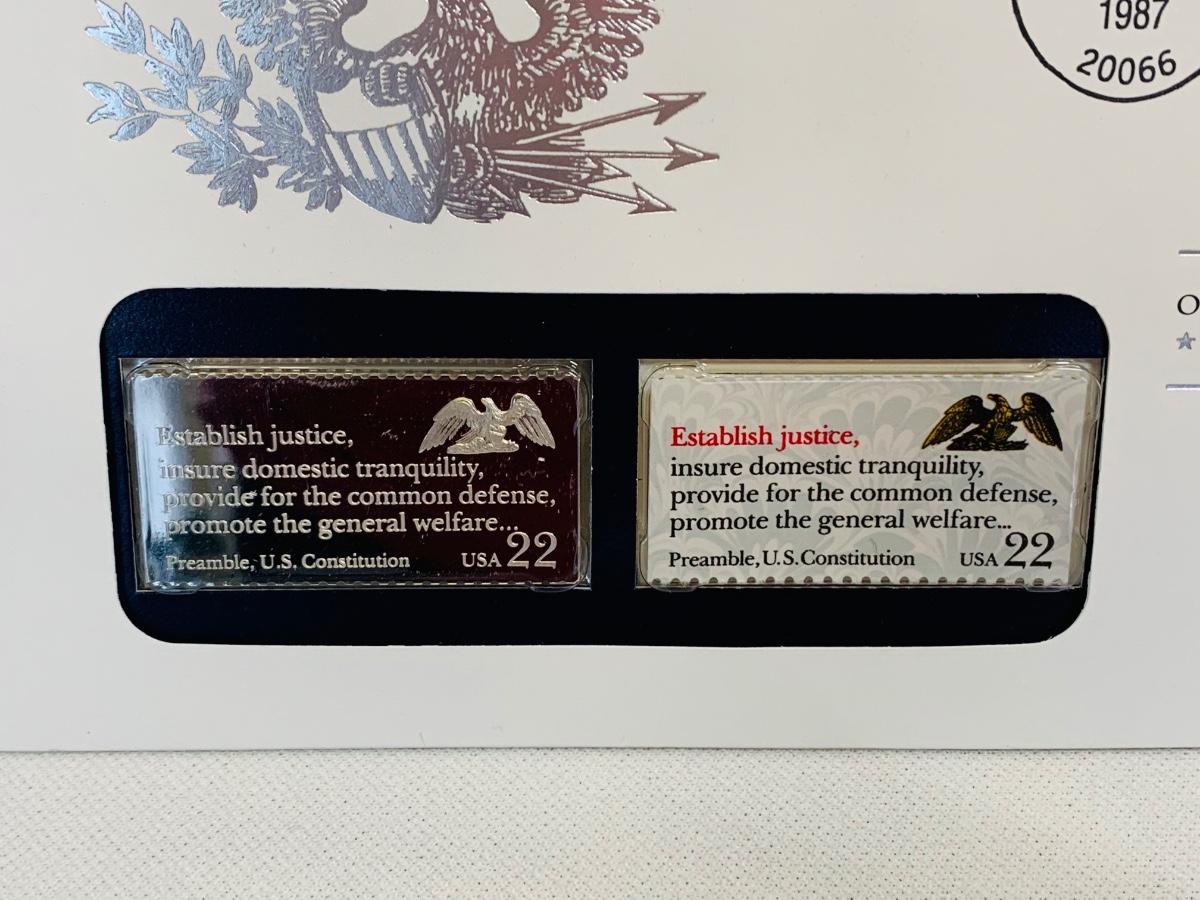 1987
20066
O
Establish justice,
insure domestic tranquility,
provide for the common defense,
promote the general welfare...
Preamble, U.S. Constitution
USA 22
Establish justice,
insure domestic tranquility,
provide for the common defense,
promote the general welfare...
Preamble, U.S. Constitution
USA 22